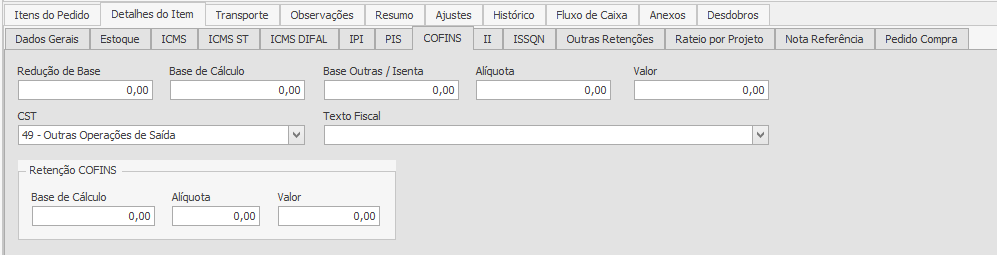 Itens do Pedido Detalhes do Item Transporte Observações Resumo Ajustes Histórico Fluxo de Caixa Anexos Desdobros
Dados Gerais Estoque ICMS ICMS ST ICMS DIFAL IPI PIS COFINS II ISSQN Outras Retenções Rateio por Projeto Nota Referência Pedido Compra
Redução de Base Base de Cálculo Base Outras / Isenta Alíquota Valor
0,00 0,00 0,00 0,00 0,00
CST Texto Fiscal
49 - Outras Operações de Saída
Retenção COFINS
Base de Cálculo Alíquota Valor
0,00 0,00 0,00